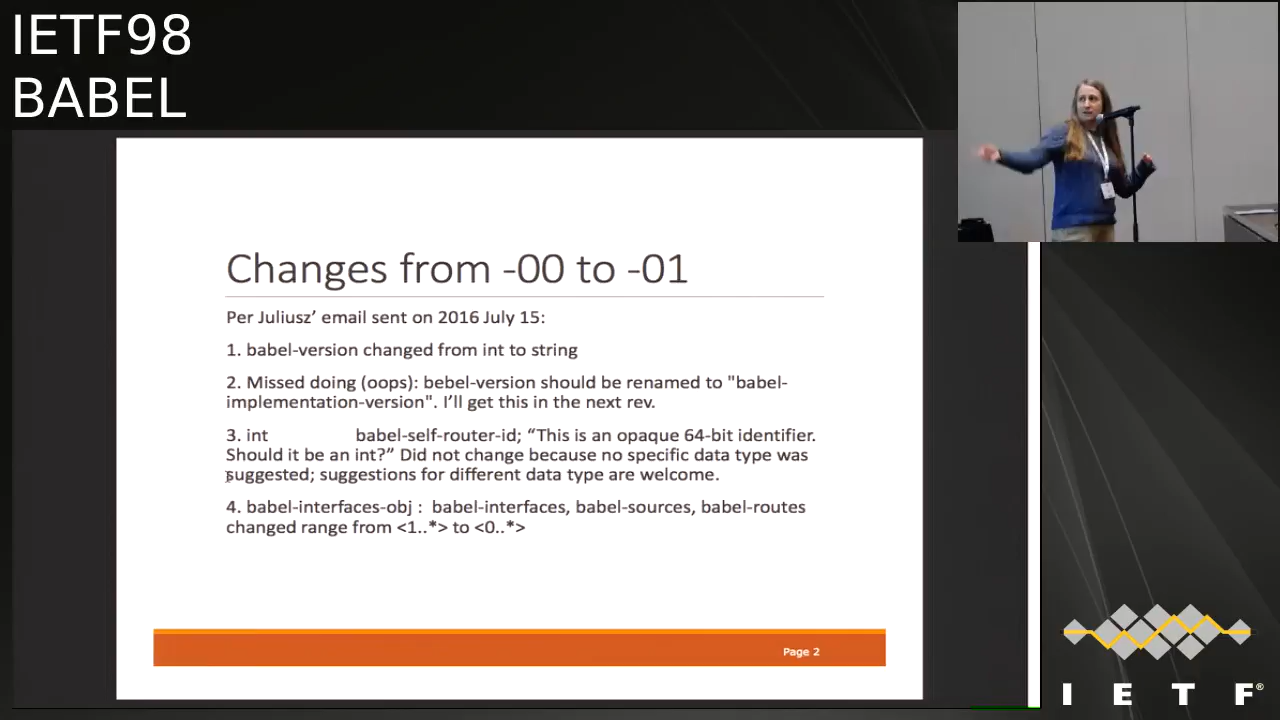 IETF98
BABEL
Changes from -00 to -01
Per Juliusz’ email sent on 2016 July 15:
1. babel-version changed from int to string
2. Missed doing (oops): bebel-version should be renamed to "babel-
implementation-version". I’ll get this in the next rev.
3. int babel-self-router-id; “This is an opaque 64-bit identifier.
Should it be an int?” Did not change because no specific data type was
suggested; suggestions for different data type are welcome.
4. babel-interfaces-obj : babel-interfaces, babel-sources, babel-routes
changed range from <1..*> to <0..*>
Page 2
I E T F®